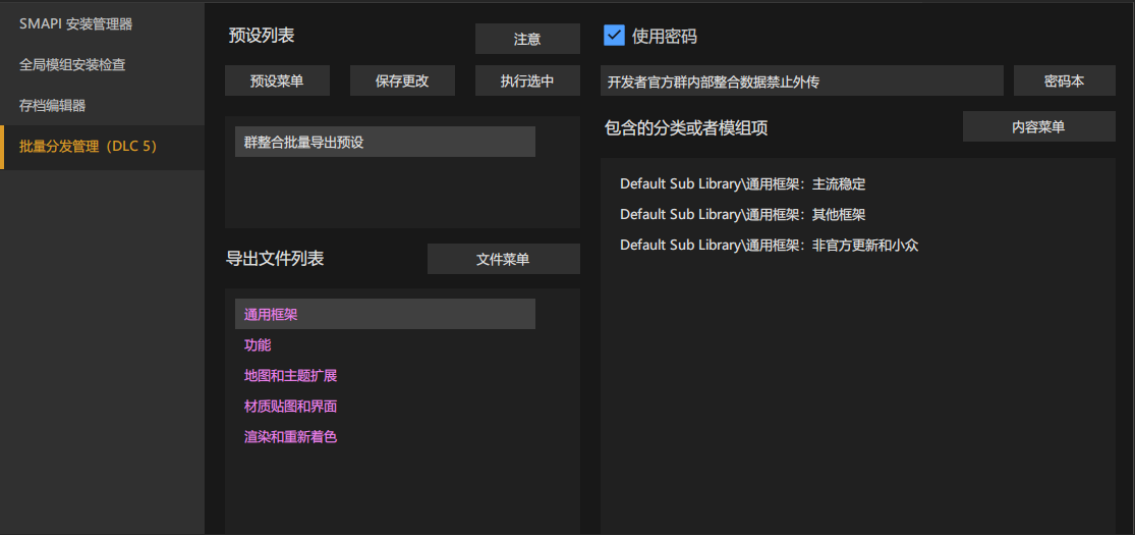 SMAPI 安装管理器
全局模组安装检查
存档编辑器
批量分发管理（DLC 5）
预设列表
注意
预设菜单
保存更改
执行选中
群整合批量导出预设
导出文件列表
文件菜单
通用框架
功能
地图和主题扩展
材质贴图和界面
渲染和重新着色
使用密码
开发者官方群内部整合数据禁止外传
密码本
包含的分类或者模组项
内容菜单
Default Sub Library\通用框架：主流稳定
Default Sub Library\通用框架：其他框架
Default Sub Library\通用框架：非官方更新和小众